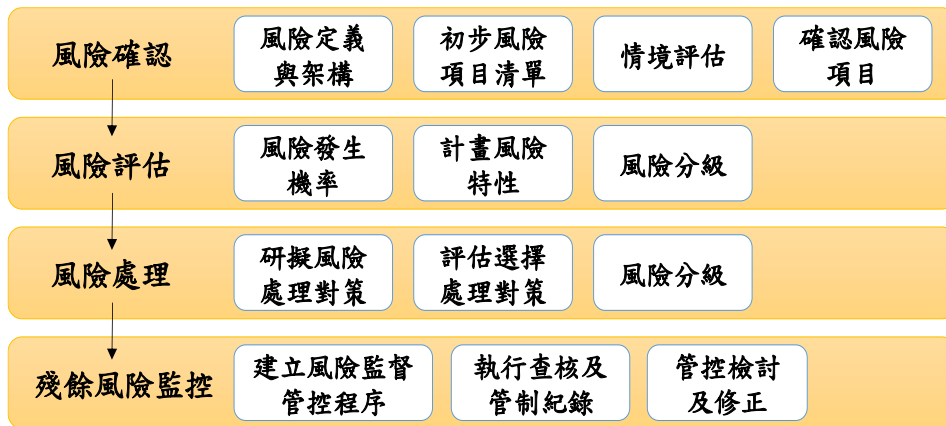 風險確認
風險定義
與架構
初步風險
項目清單
情境評估
確認風險
項目
風險評估
風險發生
機率
計畫風險
特性
風險分級
風險處理
研擬風險
處理對策
評估選擇
處理對策
風險分級
殘餘風險監控
建立風險監督
管控程序
執行查核及
管制紀錄
管控檢討
及修正